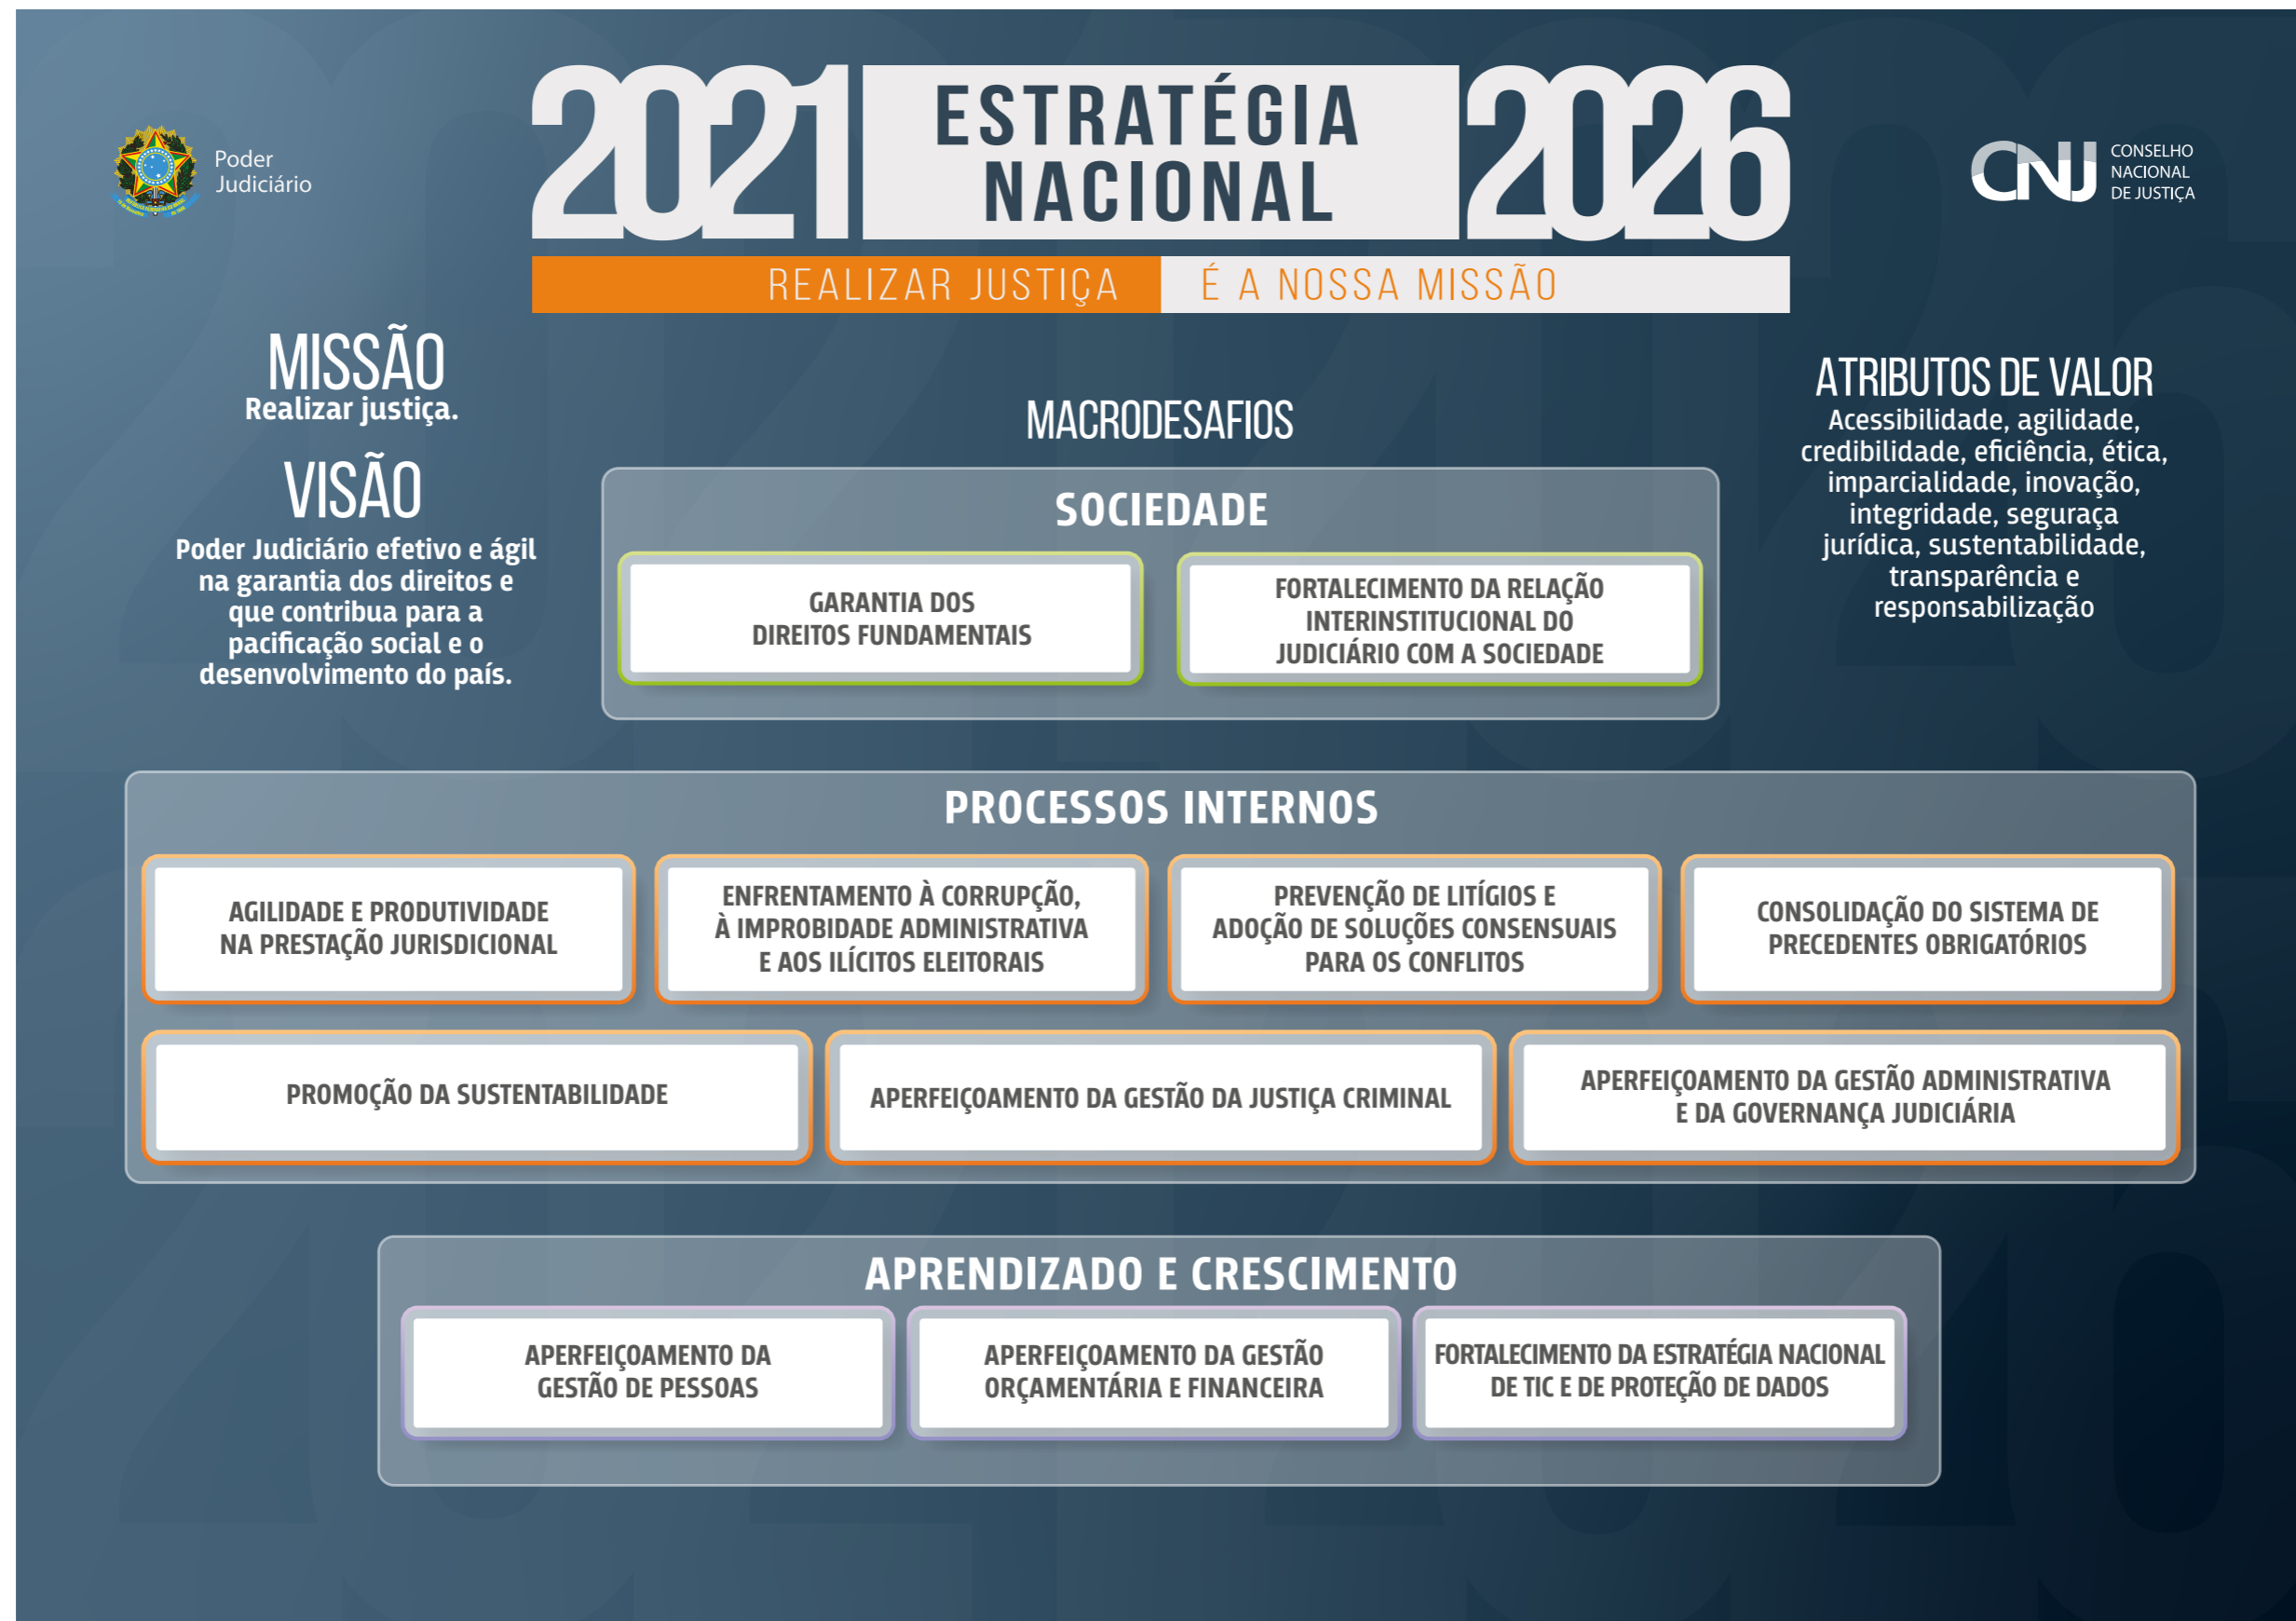 Poder
Judiciário
2021 ESTRATÉGIA NACIONAL 2026
REALIZAR JUSTIÇA É A NOSSA MISSÃO
CNJ
CONSELHO
NACIONAL
DE JUSTIÇA
MISSÃO
Realizar justiça.
VISÃO
Poder Judiciário efetivo e ágil
na garantia dos direitos e
que contribua para a
pacificação social e o
desenvolvimento do país.
ATRIBUTOS DE VALOR
Acessibilidade, agilidade,
credibilidade, eficiência, ética,
imparcialidade, inovação,
integridade, seguraça
jurídica, sustentabilidade,
transparência e
responsabilização
MACRODESAFIOS
SOCIEDADE
GARANTIA DOS
DIREITOS FUNDAMENTAIS
FORTALECIMENTO DA RELAÇÃO
INTERINSTITUCIONAL DO
JUDICIÁRIO COM A SOCIEDADE
PROCESSOS INTERNOS
AGILIDADE E PRODUTIVIDADE
NA PRESTAÇÃO JURISDICIONAL
ENFRENTAMENTO À CORRUPÇÃO,
À IMPROBIDADE ADMINISTRATIVA
E AOS ILÍCITOS ELEITORAIS
PREVENÇÃO DE LITÍGIOS E
ADOÇÃO DE SOLUÇÕES CONSENSUAIS
PARA OS CONFLITOS
CONSOLIDAÇÃO DO SISTEMA DE
PRECEDENTES OBRIGATÓRIOS
PROMOÇÃO DA SUSTENTABILIDADE
APERFEIÇOAMENTO DA GESTÃO DA JUSTIÇA CRIMINAL
APERFEIÇOAMENTO DA GESTÃO ADMINISTRATIVA
E DA GOVERNANÇA JUDICIÁRIA
APRENDIZADO E CRESCIMENTO
APERFEIÇOAMENTO DA
GESTÃO DE PESSOAS
APERFEIÇOAMENTO DA GESTÃO
ORÇAMENTÁRIA E FINANCEIRA
FORTALECIMENTO DA ESTRATÉGIA NACIONAL
DE TIC E DE PROTEÇÃO DE DADOS